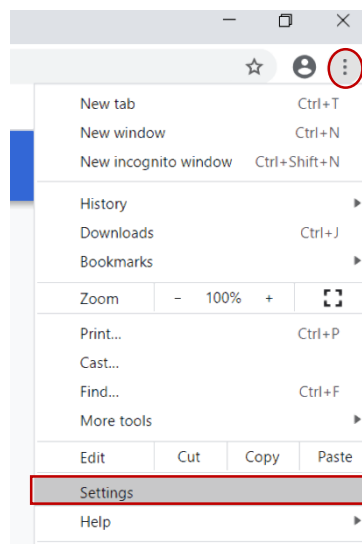 New tab Ctrl+T
New window Ctrl+N
New incognito window Ctrl+Shift+N
History
Downloads Ctrl+J
Bookmarks
Zoom - 100% +
Print... Ctrl+P
Cast...
Find... Ctrl+F
More tools
Edit Cut Copy Paste
Settings
Help